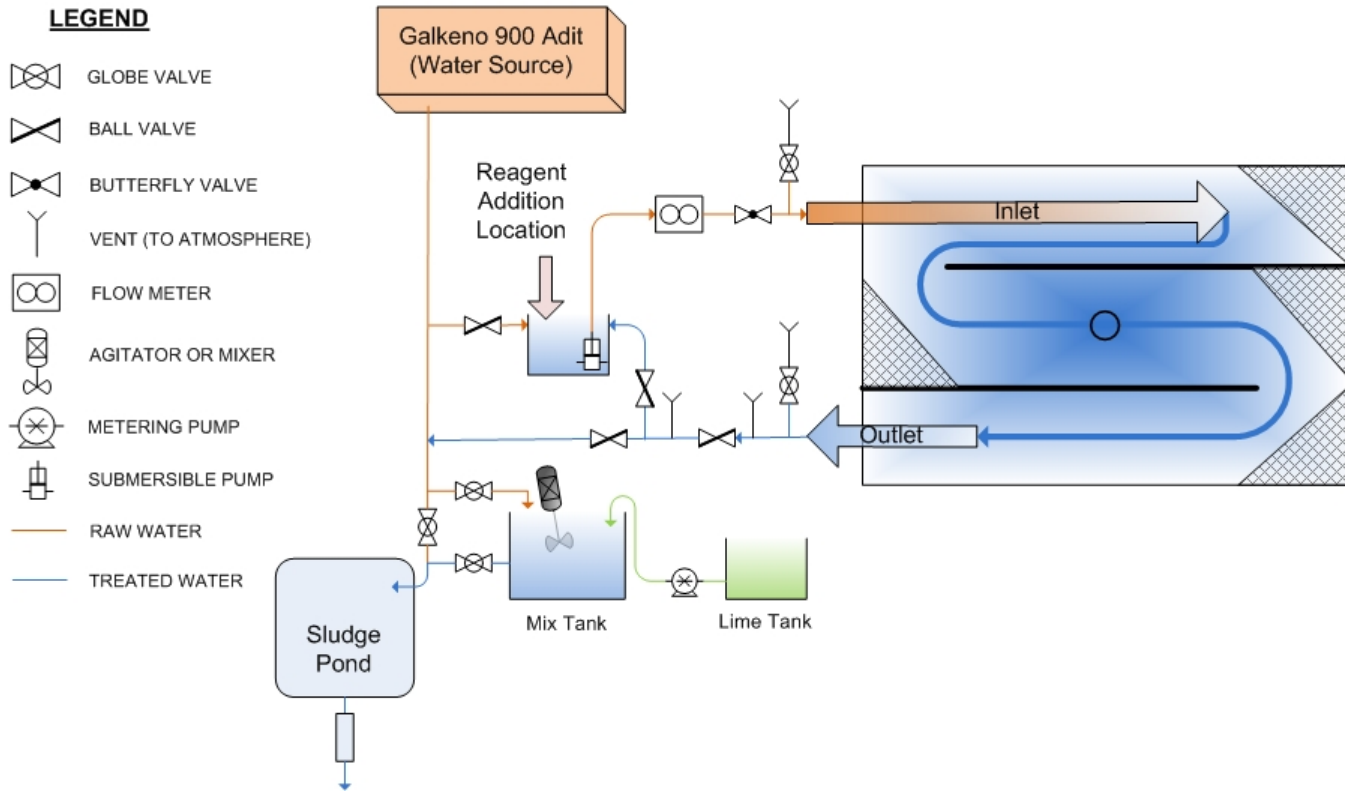 LEGEND
GLOBE VALVE
BALL VALVE
BUTTERFLY VALVE
VENT (TO ATMOSPHERE)
FLOW METER
AGITATOR OR MIXER
METERING PUMP
SUBMERSIBLE PUMP
RAW WATER
TREATED WATER
Galkeno 900 Adit
(Water Source)
Reagent
Addition
Location
Inlet
Outlet
Mix Tank
Lime Tank
Sludge
Pond